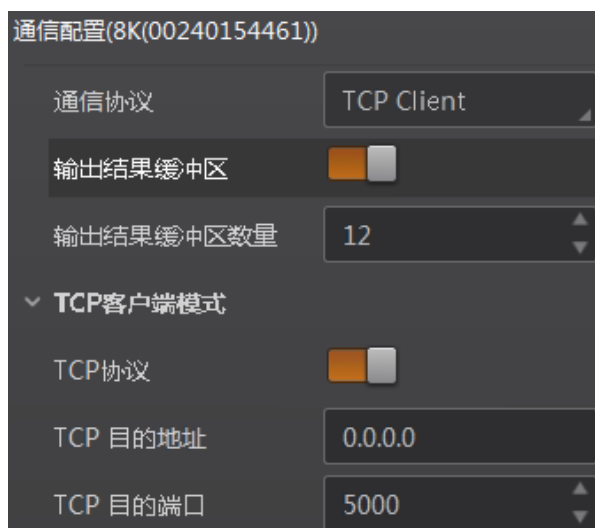 通信配置(8K(00240154461))
通信协议 TCP Client
输出结果缓冲区
输出结果缓冲区数量 12
TCP客户端模式
TCP协议
TCP 目的地址 0.0.0.0
TCP 目的端口 5000